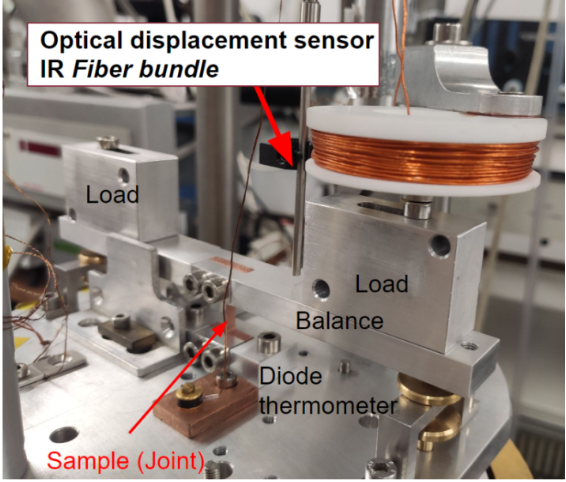 Optical displacement sensor
IR Fiber bundle
Load
Load
Balance
Diode
thermometer
Sample (Joint)